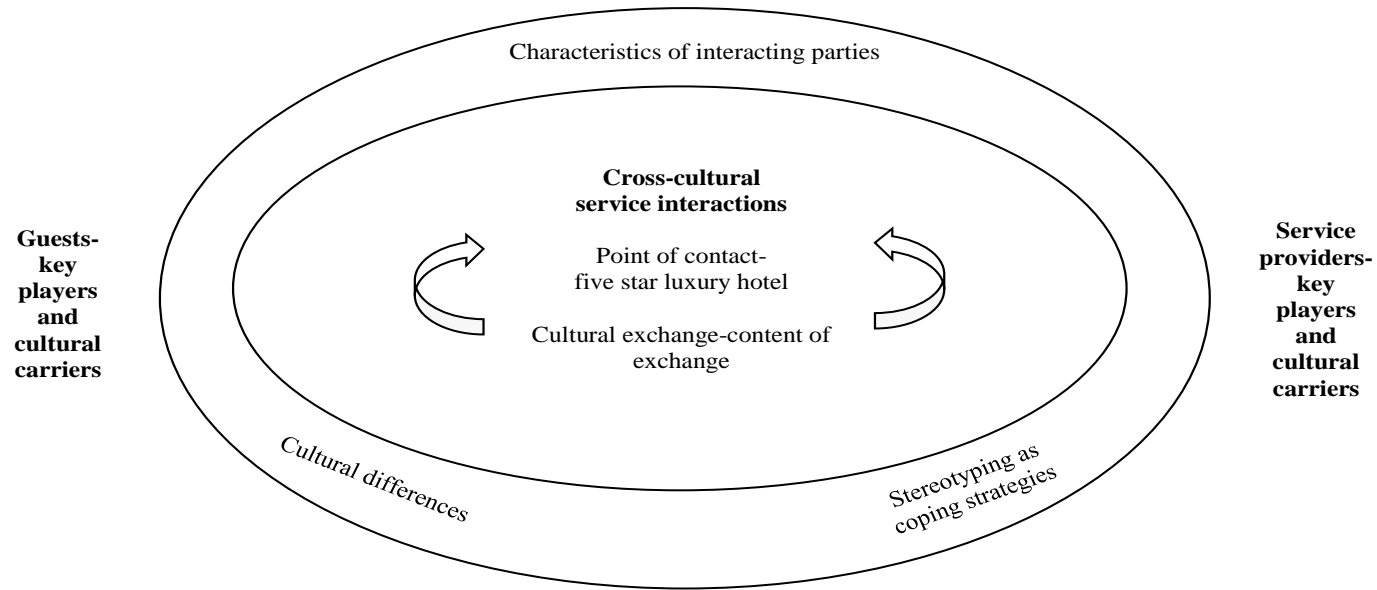 Characteristics of interacting parties
Cross-cultural
service interactions
Point of contact-
five star luxury hotel
Cultural exchange-content of
exchange
Guests-
key
players
and
cultural
carriers
Service
providers-
key
players
and
cultural
carriers
Cultural differences
Stereotyping as
coping strategies